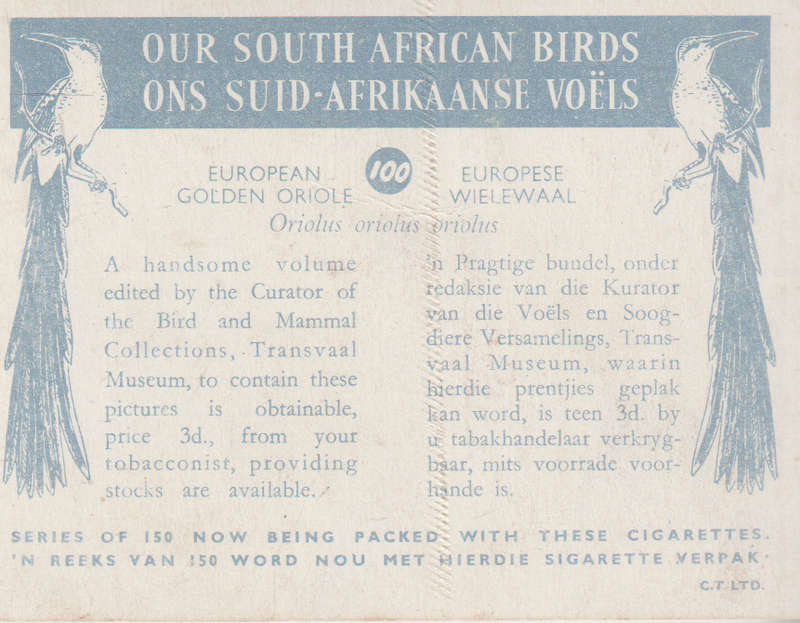 OUR SOUTH AFRICAN BIRDS
ONS SUID-AFRIKAANSE VOËLS
EUROPEAN
GOLDEN ORIOLE
100
EUROPESE
WIELEWAAL
Oriolus oriolus oriolus
A handsome volume
edited by the Curator of
the Bird and Mammal
Collections, Transvaal
Museum, to contain these
pictures is obtainable,
price 3d., from your
tobacconist, providing
stocks are available.
'n Pragtige bundel, onder
redaksie van die Kurator
van die Voëls en Soog-
diere Versamelings, Trans-
vaal Museum, waarin
hierdie prentjies geplak
kan word, is teen 3d. by
u tabakhandelaar verkryg-
baar, mits voorrade voor-
hande is.
SERIES OF 150 NOW BEING PACKED WITH THESE CIGARETTES.
'N REEKS VAN 150 WORD NOU MET HIERDIE SIGARETTE VERPAK.
C.T. LTD.